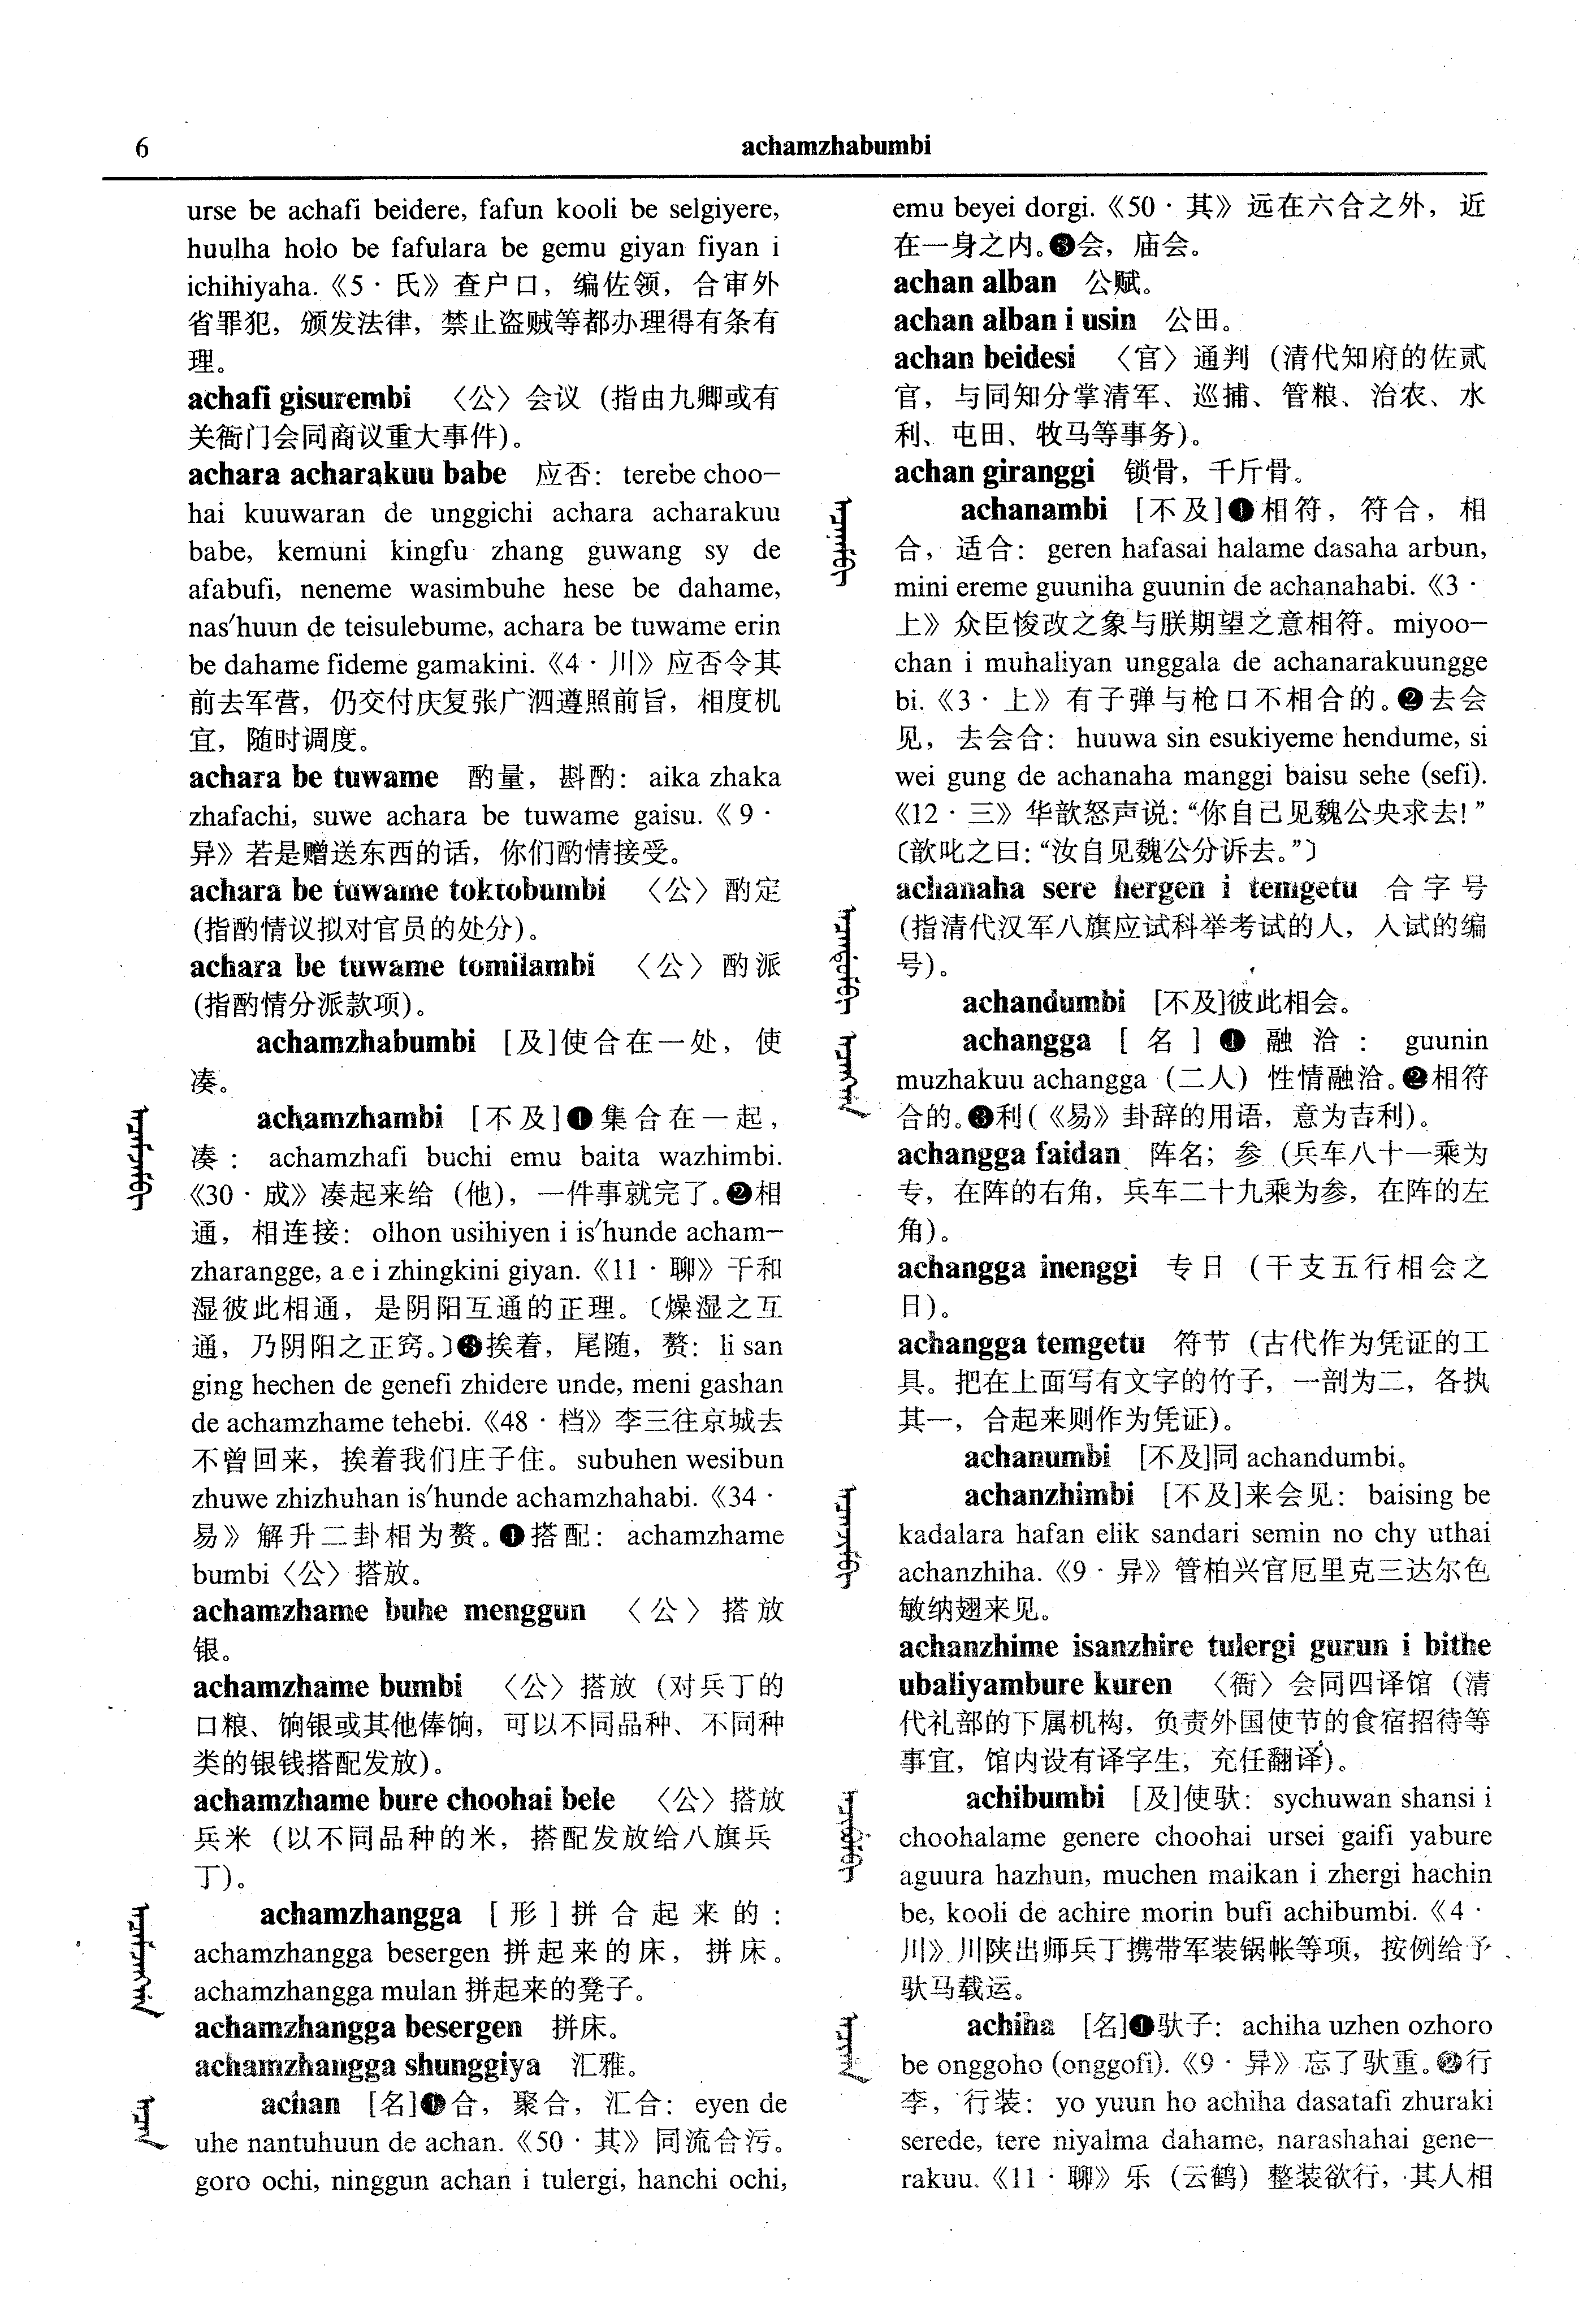 6
achamzhabumbi
urse be achafi beidere, fafun kooli be selgiyere,
huulha holo be fafulara be gemu giyan fiyan i
ichihiyaha.《5 · 氏》查户口，编佐领，合审外
省罪犯，颁发法律，禁止盗贼等都办理得有条有
理。
achafi gisurembi 〈公〉会议（指由九卿或有
关衙门会同商议重大事件）。
achara acharakuu babe 应否：terebe choo–
hai kuuwaran de unggichi achara acharakuu
babe, kemuni kingfu zhang guwang sy de
afabufi, neneme wasimbuhe hese be dahame,
nas′huun de teisulebume, achara be tuwame erin
be dahame fideme gamakini.《4 · 川》应否令其
前去军营，仍交付庆复张广泗遵照前旨，相度机
宜，随时调度。
achara be tuwame 酌量，斟酌：aika zhaka
zhafachi, suwe achara be tuwame gaisu.《9 ·
异》若是赠送东西的话，你们酌情接受。
achara be tuwame toktobumbi 〈公〉酌定
（指酌情议拟对官员的处分）。
achara be tuwame tomilambi 〈公〉酌派
（指酌情分派款项）。
achamzhabumbi [及]使合在一处，使
凑。
achamzhambi [不及]❶集合在一起，
凑：achamzhafi buchi emu baita wazhimbi.
《30 · 成》凑起来给（他），一件事就完了。❷相
通，相连接：olhon usihiyen i is′hunde acham–
zharangge, a e i zhingkini giyan.《11 · 聊》干和
湿彼此相通，是阴阳互通的正理。〔燥湿之互
通，乃阴阳之正窍。〕❸挨着，尾随，赘：li san
ging hechen de genefi zhidere unde, meni gashan
de achamzhame tehebi.《48 · 档》李三往京城去
不曾回来，挨着我们庄子住。subuhen wesibun
zhuwe zhizhuhan is′hunde achamzhahabi.《34 ·
易》解升二卦相为赘。❹搭配：achamzhame
bumbi〈公〉搭放。
achamzhame buhe menggun 〈公〉搭放
银。
achamzhame bumbi 〈公〉搭放（对兵丁的
口粮、饷银或其他俸饷，可以不同品种、不同种
类的银钱搭配发放）。
achamzhame bure choohai bele 〈公〉搭放
兵米（以不同品种的米，搭配发放给八旗兵
丁）。
achamzhangga [形]拼合起来的：
achamzhangga besergen 拼起来的床，拼床。
achamzhangga mulan 拼起来的凳子。
achamzhangga besergen 拼床。
achamzhangga shunggiya 汇雅。
achan [名]❶合，聚合，汇合：eyen de
uhe nantuhuun de achan.《50 · 其》同流合污。
goro ochi, ninggun achan i tulergi, hanchi ochi,
emu beyei dorgi.《50 · 其》远在六合之外，近
在一身之内。❸会，庙会。
achan alban 公赋。
achan alban i usin 公田。
achan beidesi 〈官〉通判（清代知府的佐贰
官，与同知分掌清军、巡捕、管粮、治农、水
利、屯田、牧马等事务）。
achan giranggi 锁骨，千斤骨。
achanambi [不及]❶相符，符合，相
合，适合：geren hafasai halame dasaha arbun,
mini ereme guuniha guunin de achanahabi.《3 ·
上》众臣悛改之象与朕期望之意相符。miyoo–
chan i muhaliyan unggala de achanarakuungge
bi.《3 · 上》有子弹与枪口不相合的。❷去会
见，去会合：huuwa sin esukiyeme hendume, si
wei gung de achanaha manggi baisu sehe (sefi).
《12 · 三》华歆怒声说：“你自己见魏公央求去！”
〔歆叱之曰：“汝自见魏公分诉去。”〕
achanaha sere hergen i temgetu 合字号
（指清代汉军八旗应试科举考试的人，入试的编
号）。
achandumbi [不及]彼此相会。
achangga [名]❶融洽：guunin
muzhakuu achangga（二人）性情融洽。❷相符
合的。❸利（《易》卦辞的用语，意为吉利）。
achangga faidan 阵名；参（兵车八十一乘为
专，在阵的右角，兵车二十九乘为参，在阵的左
角）。
achangga inenggi 专日（干支五行相会之
日）。
achangga temgetu 符节（古代作为凭证的工
具。把在上面写有文字的竹子，一剖为二，各执
其一，合起来则作为凭证）。
achanumbi [不及]同 achandumbi。
achanzhimbi [不及]来会见：baising be
kadalara hafan elik sandari semin no chy uthai
achanzhiha.《9 · 异》管柏兴官厄里克三达尔色
敏纳翅来见。
achanzhime isanzhire tulergi gurun i bithe
ubaliyambure kuren 〈衙〉会同四译馆（清
代礼部的下属机构，负责外国使节的食宿招待等
事宜，馆内设有译字生，充任翻译）。
achibumbi [及]使驮：sychuwan shansi i
choohalame genere choohai ursei gaifi yabure
aguura hazhun, muchen maikan i zhergi hachin
be, kooli de achire morin bufi achibumbi.《4 ·
川》川陕出师兵丁携带军装锅帐等项，按例给予
驮马载运。
achiha [名]❶驮子：achiha uzhen ozhoro
be onggoho (onggofi).《9 · 异》忘了驮重。❷行
李，行装：yo yuun ho achiha dasatafi zhuraki
serede, tere niyalma dahame, narashahai gene–
rakuu.《11 · 聊》乐（云鹤）整装欲行，其人相